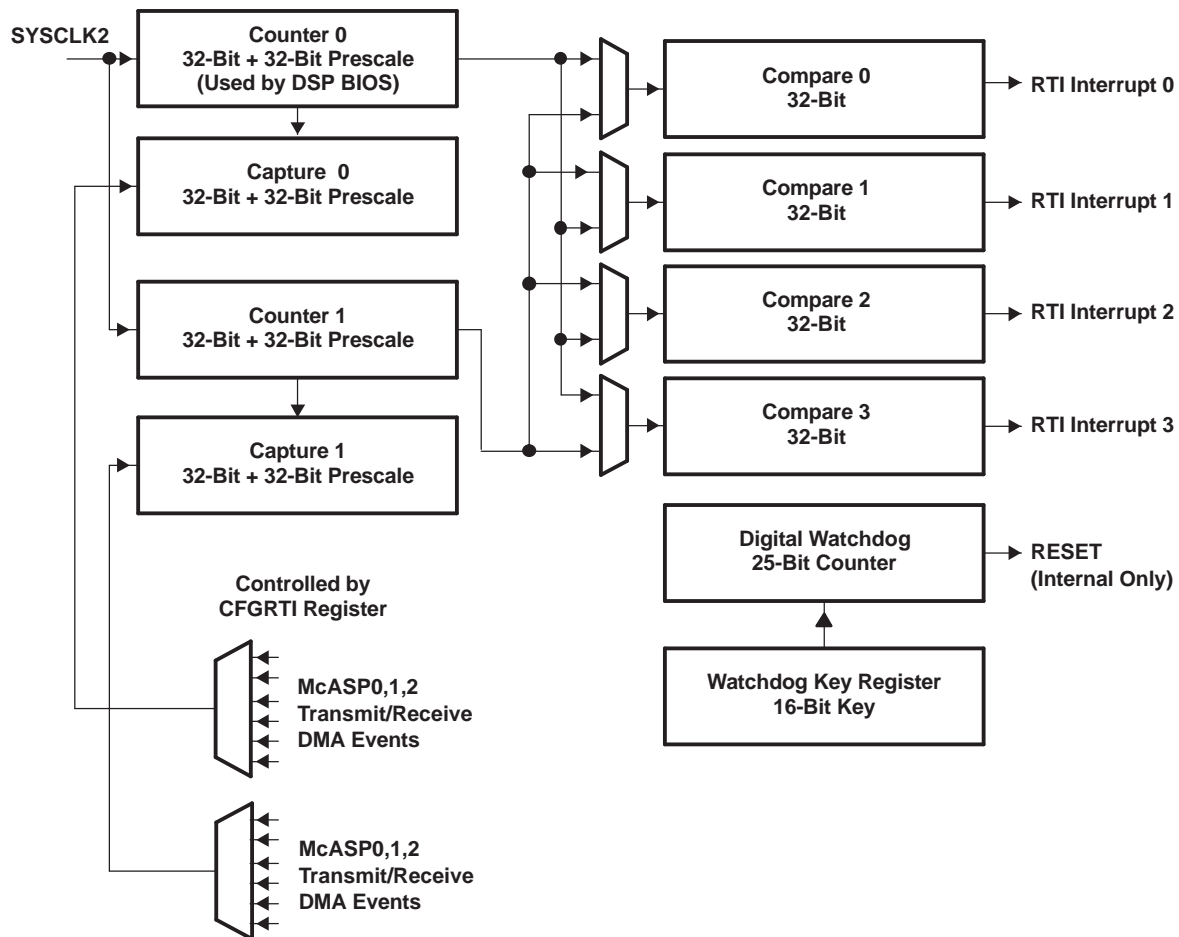 SYSCLK2
Counter 0
32-Bit + 32-Bit Prescale
(Used by DSP BIOS)
Capture 0
32-Bit + 32-Bit Prescale
Counter 1
32-Bit + 32-Bit Prescale
Capture 1
32-Bit + 32-Bit Prescale
Compare 0
32-Bit
RTI Interrupt 0
Compare 1
32-Bit
RTI Interrupt 1
Compare 2
32-Bit
RTI Interrupt 2
Compare 3
32-Bit
RTI Interrupt 3
Digital Watchdog
25-Bit Counter
RESET
(Internal Only)
Watchdog Key Register
16-Bit Key
Controlled by
CFGRTI Register
McASP0,1,2
Transmit/Receive
DMA Events
McASP0,1,2
Transmit/Receive
DMA Events